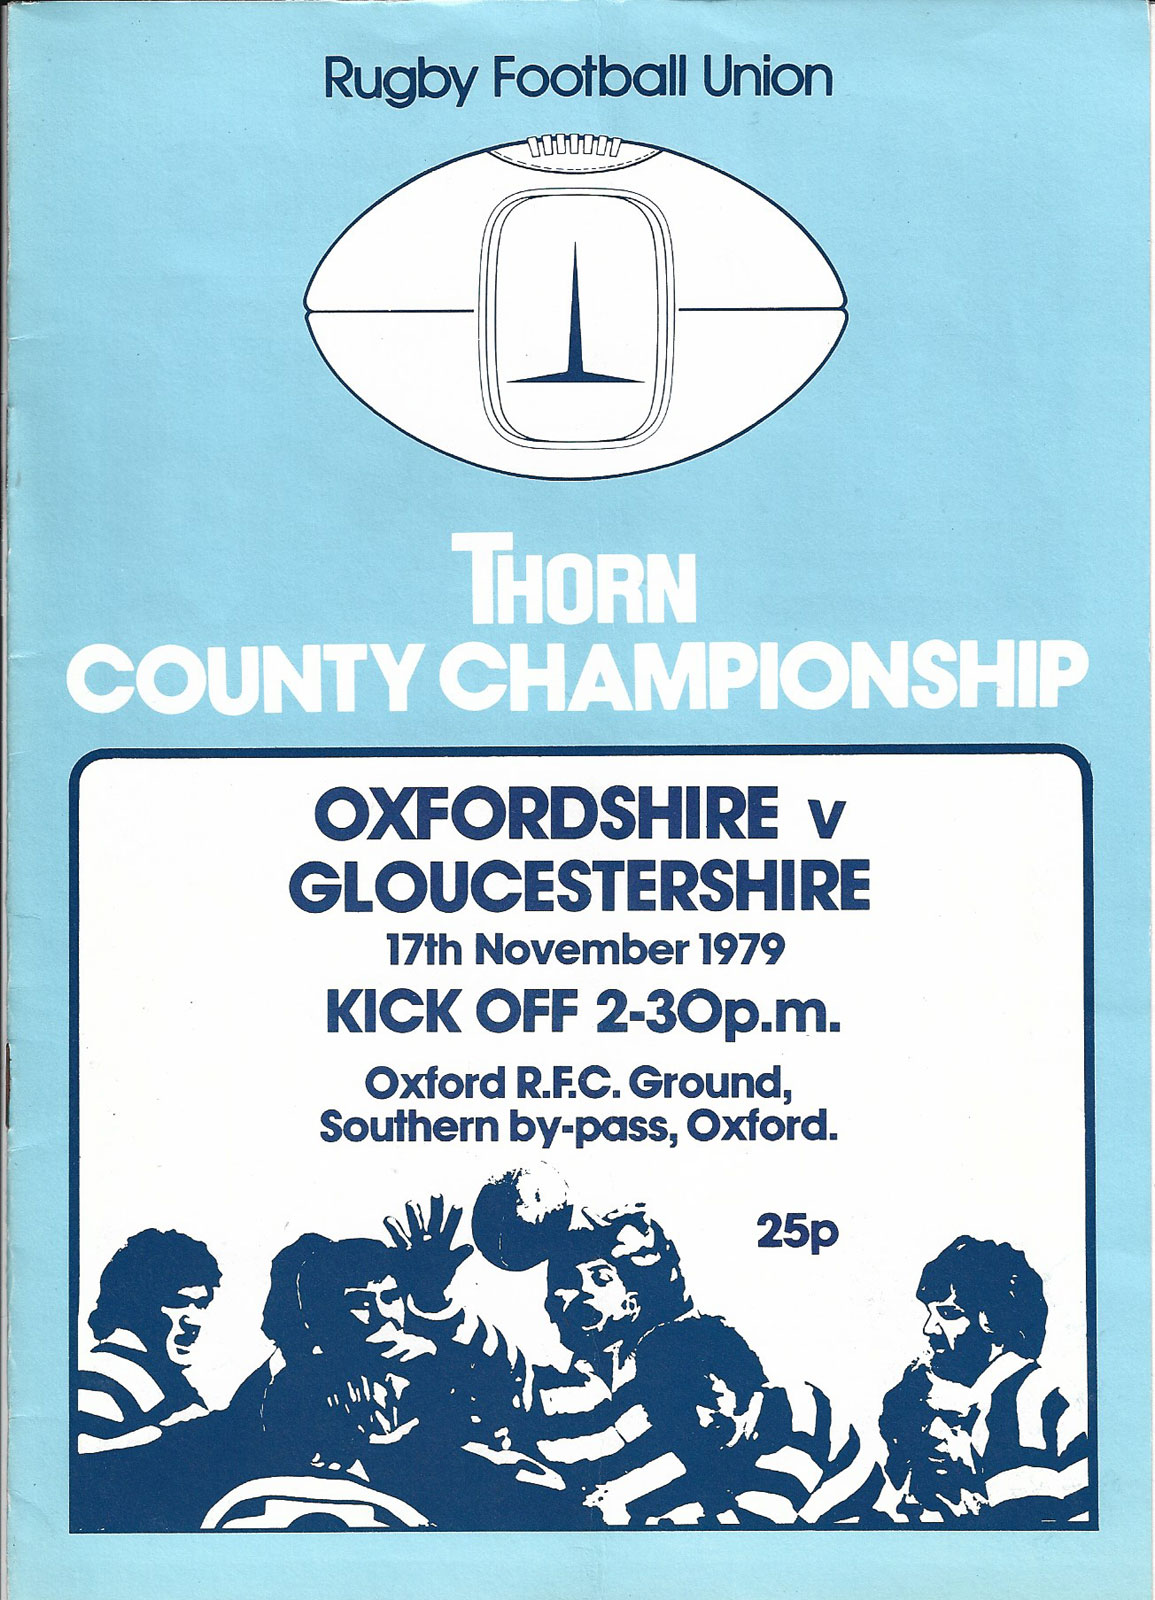 Rugby Football Union
THORN
COUNTY CHAMPIONSHIP
OXFORDSHIRE v
GLOUCESTERSHIRE
17th November 1979
KICK OFF 2-30p.m.
Oxford R.F.C. Ground,
Southern by-pass, Oxford.
25p